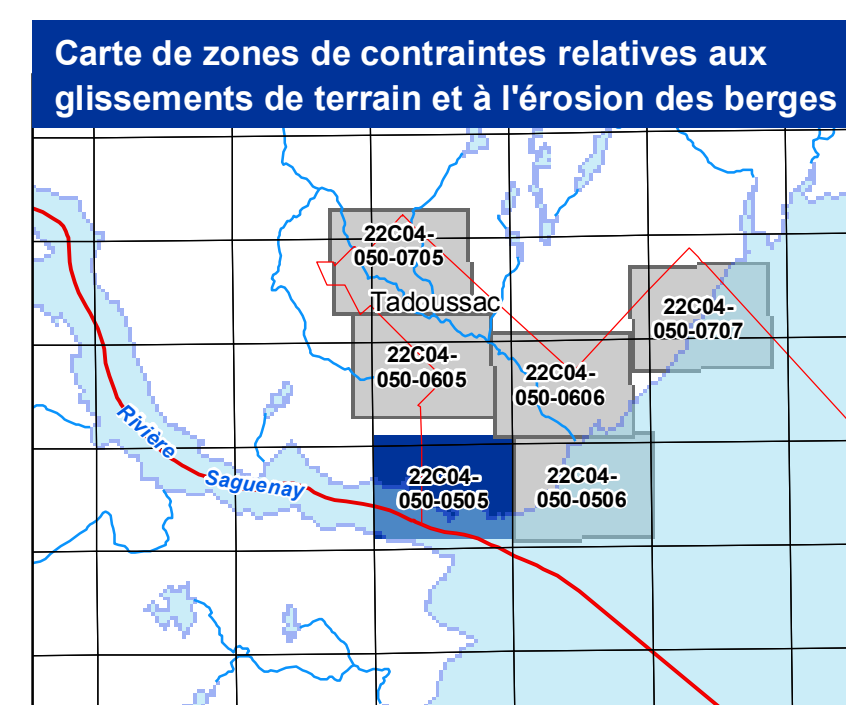 Carte de zones de contraintes relatives aux
glissements de terrain et à l'érosion des berges
22C04-
050-0705
Tadoussac
22C04-
050-0707
22C04-
050-0605
22C04-
050-0606
Rivière
Saguenay
22C04-
050-0505
22C04-
050-0506